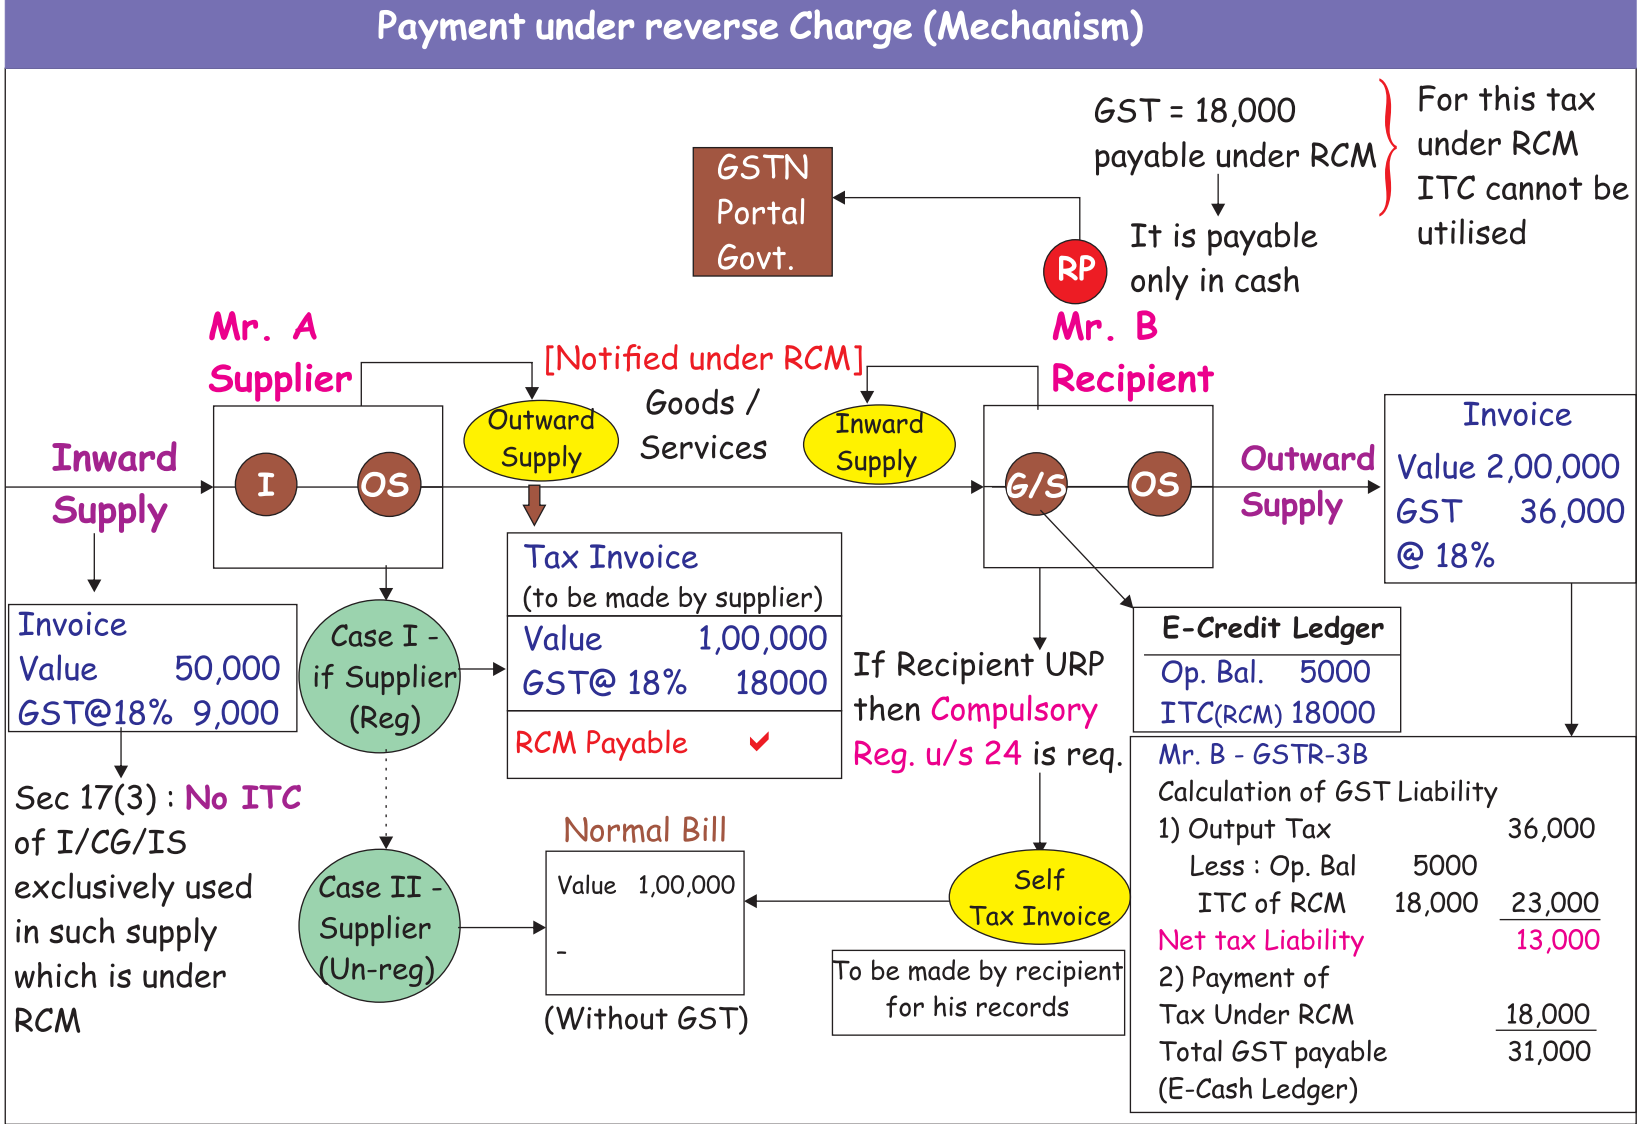 Payment under reverse Charge (Mechanism)
GST = 18,000
payable under RCM
It is payable
only in cash
For this tax
under RCM
ITC cannot be
utilised
GSTN
Portal
Govt.
RP
Mr. A
Supplier
[Notified under RCM]
Goods /
Services
Mr. B
Recipient
Inward
Supply
I
OS
Outward
Supply
Inward
Supply
G/S
OS
Outward
Supply
Invoice
Value 2,00,000
GST 36,000
@ 18%
Invoice
Value 50,000
GST@18% 9,000
Sec 17(3) : No ITC
of I/CG/IS
exclusively used
in such supply
which is under
RCM
Case I -
if Supplier
(Reg)
Tax Invoice
(to be made by supplier)
Value 1,00,000
GST@ 18% 18000
RCM Payable ✓
Case II -
Supplier
(Un-reg)
Normal Bill
Value 1,00,000
-
(Without GST)
If Recipient URP
then Compulsory
Reg. u/s 24 is req.
Self
Tax Invoice
To be made by recipient
for his records
E-Credit Ledger
Op. Bal. 5000
ITC(RCM) 18000
Mr. B - GSTR-3B
Calculation of GST Liability
1) Output Tax 36,000
Less : Op. Bal 5000
ITC of RCM 18,000 23,000
Net tax Liability 13,000
2) Payment of
Tax Under RCM 18,000
Total GST payable 31,000
(E-Cash Ledger)